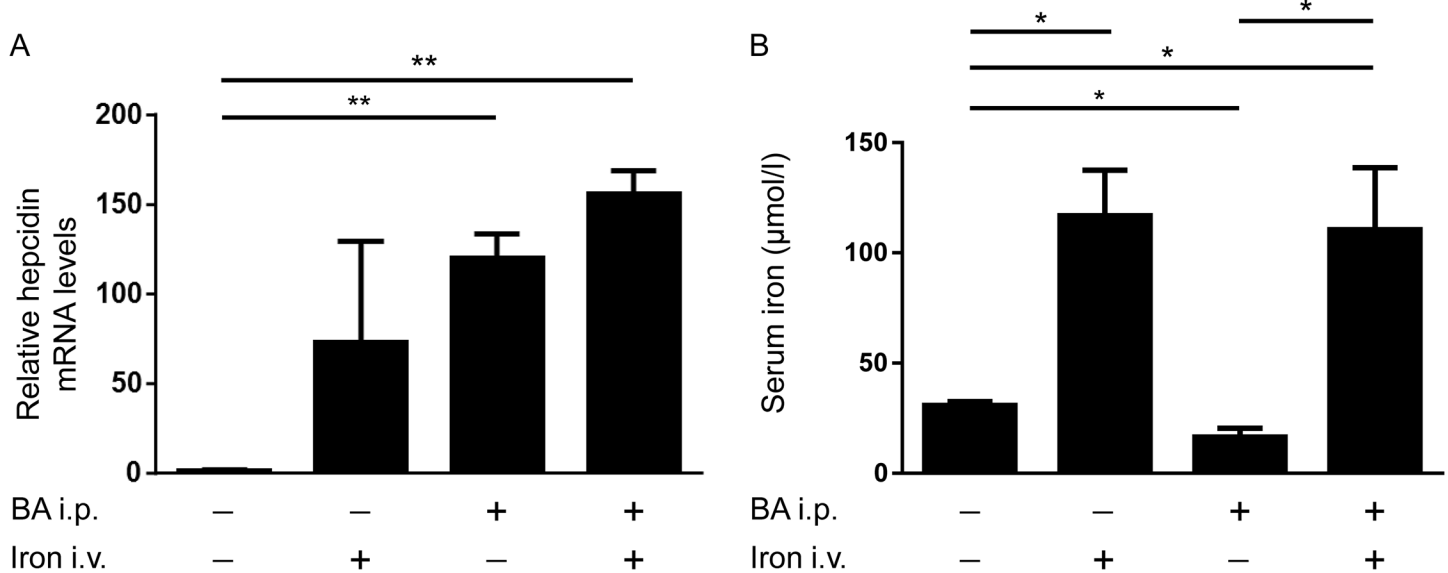 A
**
**
200
150
100
50
0
Relative hepcidin
mRNA levels
BA i.p. – – + +
Iron i.v. – + – +
B
*
*
*
*
150
100
50
0
Serum iron (µmol/l)
BA i.p. – – + +
Iron i.v. – + – +